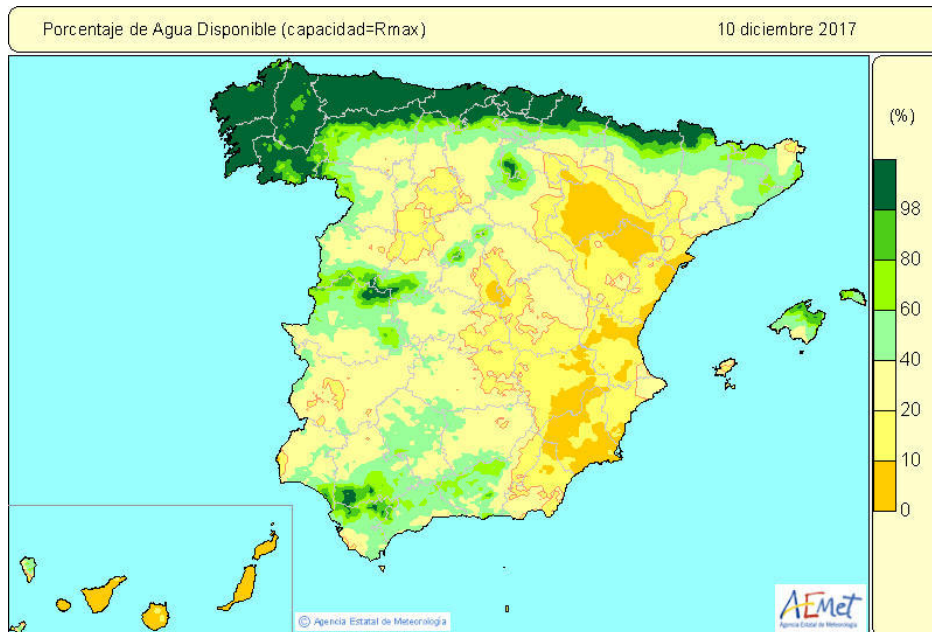 Porcentaje de Agua Disponible (capacidad=Rmax)
10 diciembre 2017
(%)
98
80
60
40
20
10
0
© Agencia Estatal de Meteorología
AEMet
Agencia Estatal de Meteorología